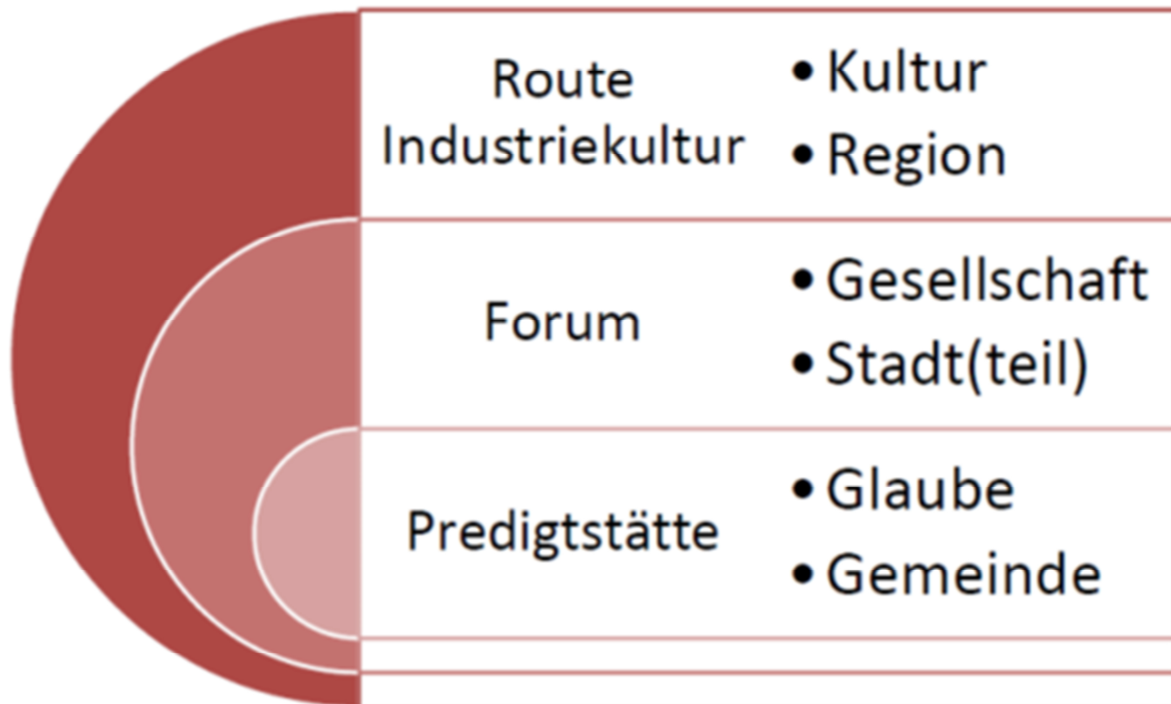 Route
Industriekultur
• Kultur
• Region
Forum
• Gesellschaft
• Stadt(teil)
Predigtstätte
• Glaube
• Gemeinde